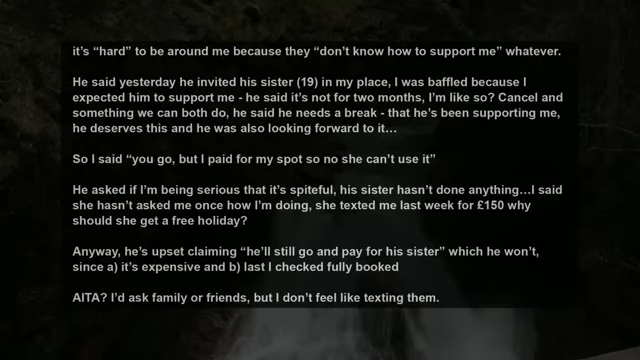 it's “hard” to be around me because they “don't know how to support me” whatever.
He said yesterday he invited his sister (19) in my place, I was baffled because I
expected him to support me - he said it's not for two months, I'm like so? Cancel and
something we can both do, he said he needs a break - that he's been supporting me,
he deserves this and he was also looking forward to it…
So I said “you go, but I paid for my spot so no she can't use it”
He asked if I'm being serious that it's spiteful, his sister hasn't done anything…I said
she hasn't asked me once how I'm doing, she texted me last week for £150 why
should she get a free holiday?
Anyway, he's upset claiming “he'll still go and pay for his sister” which he won't,
since a) it's expensive and b) last I checked fully booked
AITA? I'd ask family or friends, but I don't feel like texting them.